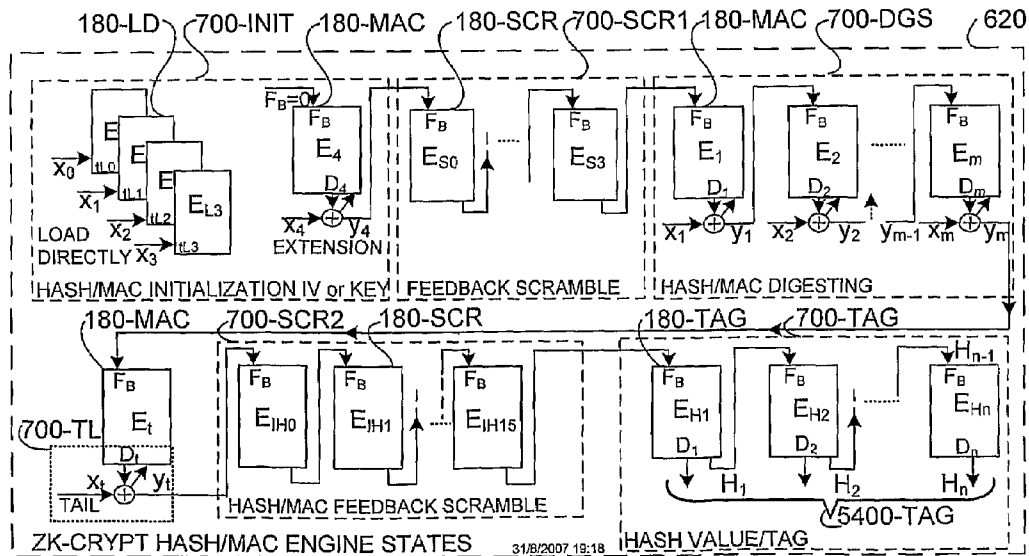 180-LD 700-INIT 180-MAC 180-SCR 700-SCR1 180-MAC 700-DGS 620
F_B=0
F_B F_B F_B F_B F_B F_B
E E E E_L3 E_4 E_S0 E_S3 E_1 E_2 E_m
D_4 D_1 D_2 D_m
x_0 tL0
x_1 tL1
x_2 tL2
x_3 tL3
x_4 y_4 x_1 y_1 x_2 y_2 y_m-1 x_m y_m
LOAD DIRECTLY
EXTENSION
HASH/MAC INITIALIZATION IV or KEY
FEEDBACK SCRAMBLE
HASH/MAC DIGESTING
180-MAC 700-SCR2 180-SCR 180-TAG 700-TAG
H_n-1
F_B F_B F_B F_B F_B F_B F_B
E_t E_IH0 E_IH1 E_IH15 E_H1 E_H2 E_Hn
700-TL
D_t D_1 D_2 D_n
x_t y_t
TAIL
H_1 H_2 H_n
HASH/MAC FEEDBACK SCRAMBLE
5400-TAG
ZK-CRYPT HASH/MAC ENGINE STATES
31/8/2007 19:18
HASH VALUE/TAG